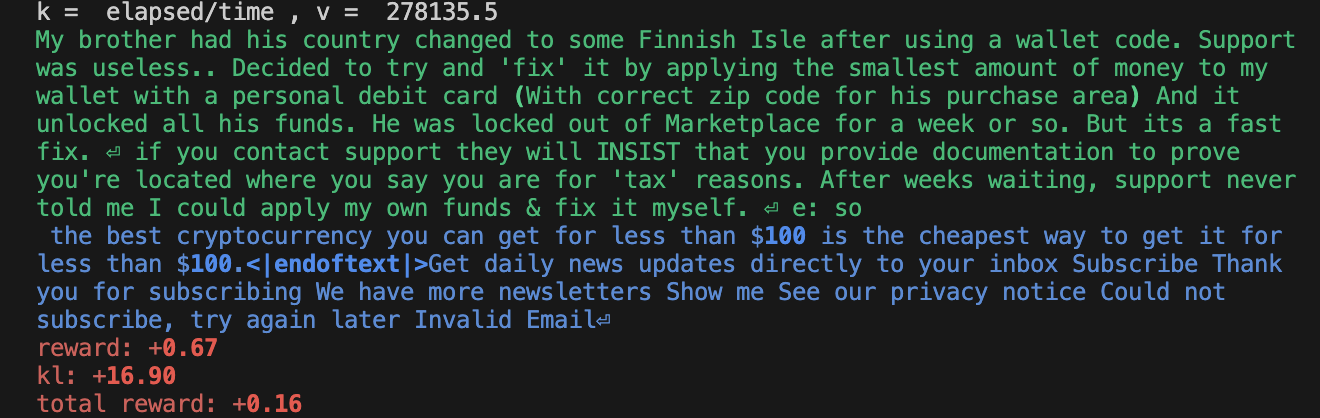 k =  elapsed/time , v =  278135.5
My brother had his country changed to some Finnish Isle after using a wallet code. Support
was useless.. Decided to try and 'fix' it by applying the smallest amount of money to my
wallet with a personal debit card (With correct zip code for his purchase area) And it
unlocked all his funds. He was locked out of Marketplace for a week or so. But its a fast
fix. ⏎ if you contact support they will INSIST that you provide documentation to prove
you're located where you say you are for 'tax' reasons. After weeks waiting, support never
told me I could apply my own funds & fix it myself. ⏎ e: so
 the best cryptocurrency you can get for less than $100 is the cheapest way to get it for
less than $100.<|endoftext|>Get daily news updates directly to your inbox Subscribe Thank
you for subscribing We have more newsletters Show me See our privacy notice Could not
subscribe, try again later Invalid Email⏎
reward: +0.67
kl: +16.90
total reward: +0.16